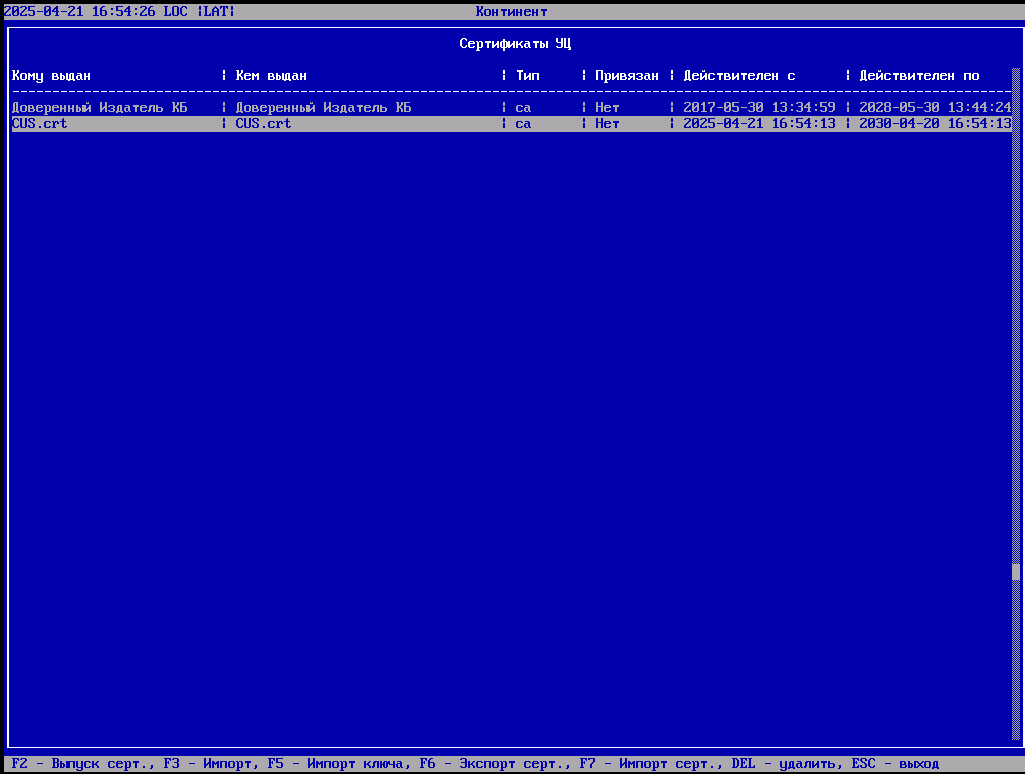 2025-04-21 16:54:26 LOC ¦LAT¦ Континент
Сертификаты УЦ
Кому выдан ¦ Кем выдан ¦ Тип ¦ Привязан ¦ Действителен с ¦ Действителен по
Доверенный Издатель КБ ¦ Доверенный Издатель КБ ¦ ca ¦ Нет ¦ 2017-05-30 13:34:59 ¦ 2028-05-30 13:44:24
CUS.crt ¦ CUS.crt ¦ ca ¦ Нет ¦ 2025-04-21 16:54:13 ¦ 2030-04-20 16:54:13
F2 - Выпуск серт., F3 - Импорт, F5 - Импорт ключа, F6 - Экспорт серт., F7 - Импорт серт., DEL - удалить, ESC - выход